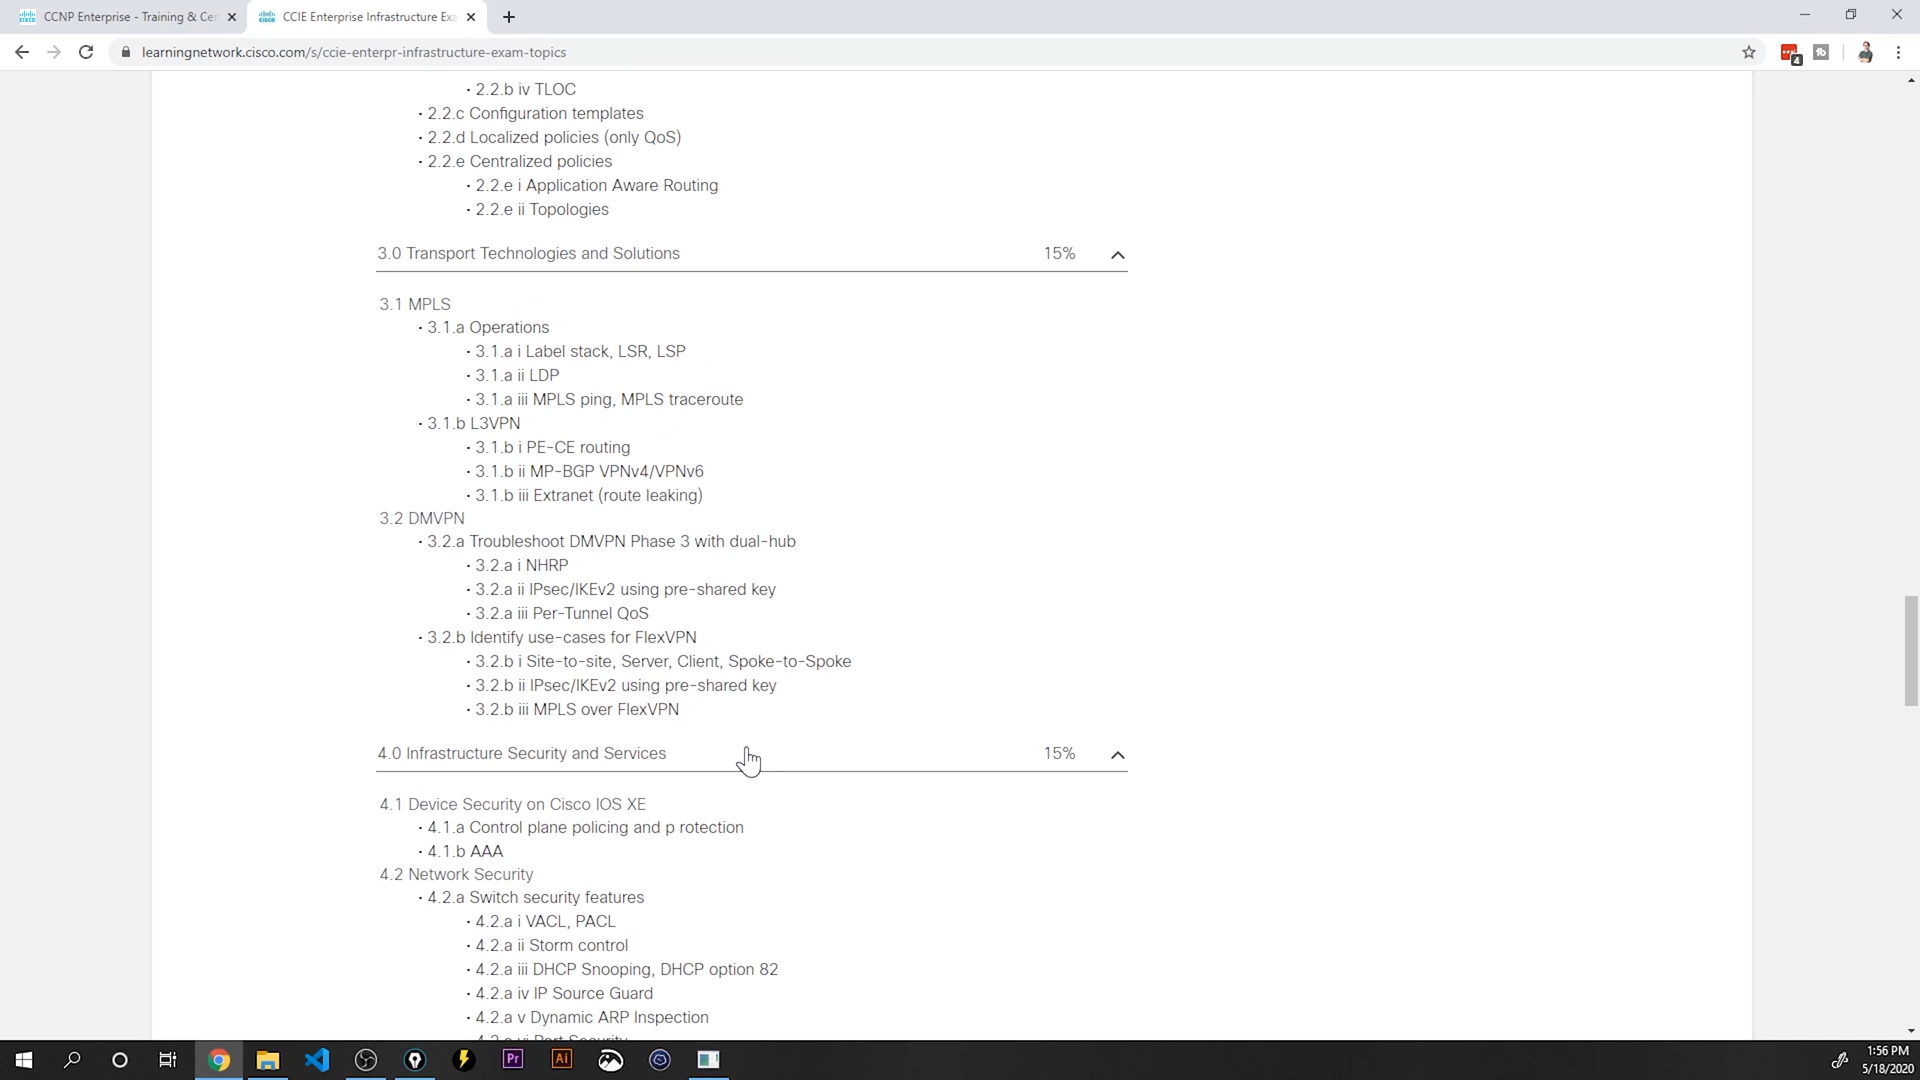 CCNP Enterprise - Training & Cer
CCIE Enterprise Infrastructure Exa
learningnetwork.cisco.com/s/ccie-enterpr-infrastructure-exam-topics
4
2.2.b iv TLOC
2.2.c Configuration templates
2.2.d Localized policies (only QoS)
2.2.e Centralized policies
2.2.e i Application Aware Routing
2.2.e ii Topologies
3.0 Transport Technologies and Solutions 15%
3.1 MPLS
3.1.a Operations
3.1.a i Label stack, LSR, LSP
3.1.a ii LDP
3.1.a iii MPLS ping, MPLS traceroute
3.1.b L3VPN
3.1.b i PE-CE routing
3.1.b ii MP-BGP VPNv4/VPNv6
3.1.b iii Extranet (route leaking)
3.2 DMVPN
3.2.a Troubleshoot DMVPN Phase 3 with dual-hub
3.2.a i NHRP
3.2.a ii IPsec/IKEv2 using pre-shared key
3.2.a iii Per-Tunnel QoS
3.2.b Identify use-cases for FlexVPN
3.2.b i Site-to-site, Server, Client, Spoke-to-Spoke
3.2.b ii IPsec/IKEv2 using pre-shared key
3.2.b iii MPLS over FlexVPN
4.0 Infrastructure Security and Services 15%
4.1 Device Security on Cisco IOS XE
4.1.a Control plane policing and p rotection
4.1.b AAA
4.2 Network Security
4.2.a Switch security features
4.2.a i VACL, PACL
4.2.a ii Storm control
4.2.a iii DHCP Snooping, DHCP option 82
4.2.a iv IP Source Guard
4.2.a v Dynamic ARP Inspection
4.2.a vi Port Security
Pr
Ai
1:56 PM
5/18/2020